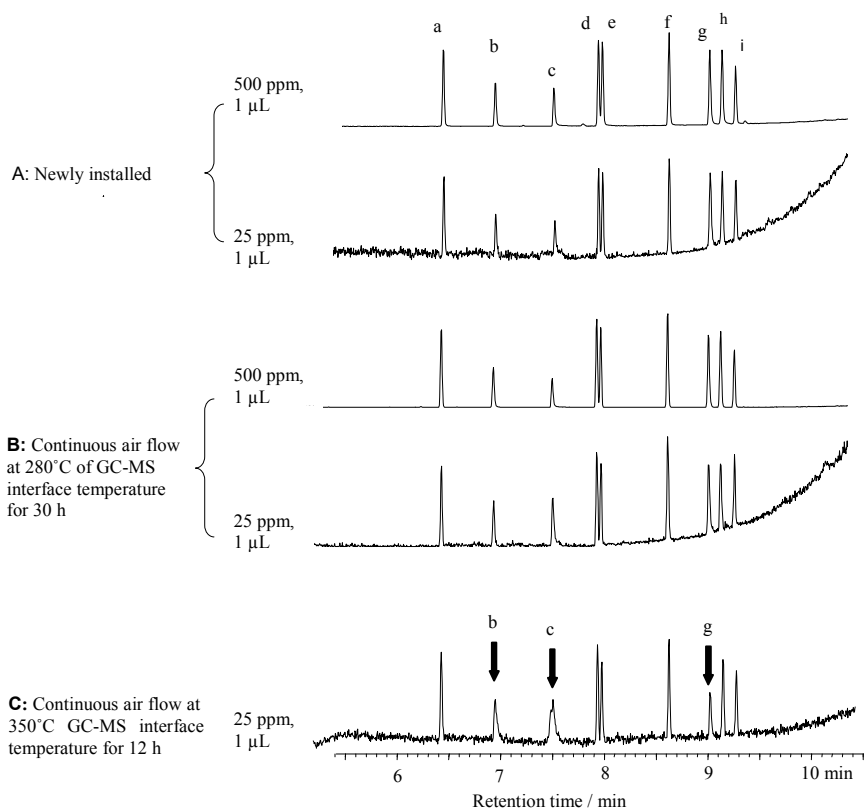 a
b
c
d
e
f
g
h
i
500 ppm,
1 µL
A: Newly installed
25 ppm,
1 µL
500 ppm,
1 µL
B: Continuous air flow
at 280˚C of GC-MS
interface temperature
for 30 h
25 ppm,
1 µL
b
c
g
C: Continuous air flow at
350˚C GC-MS interface
temperature for 12 h
25 ppm,
1 µL
6 7 8 9 10 min
Retention time / min